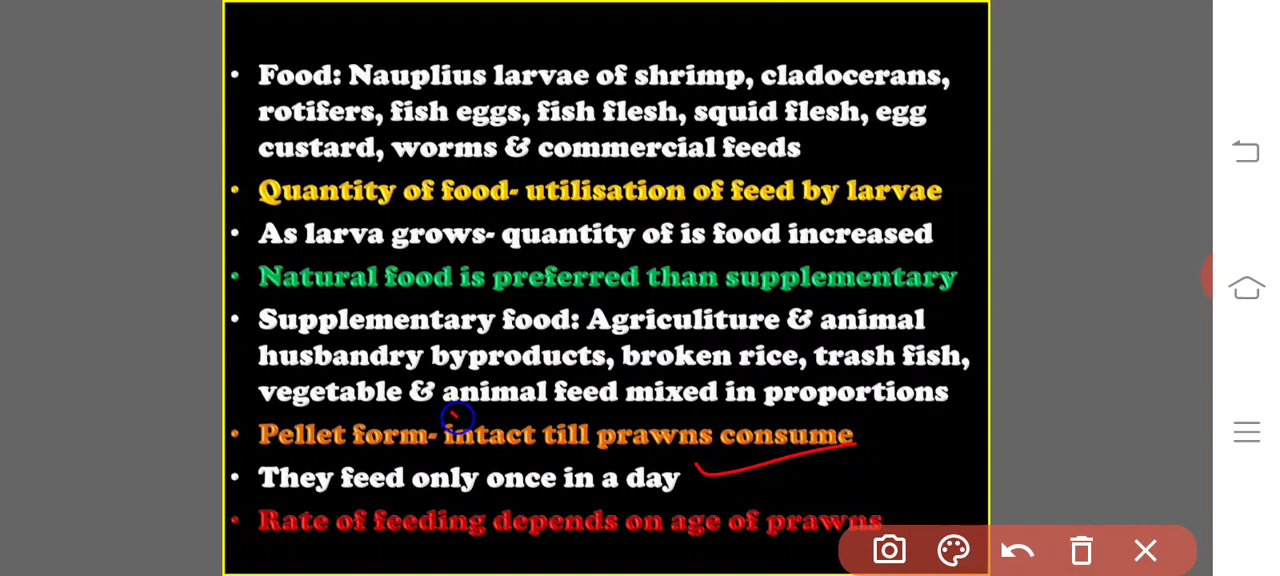 • Food: Nauplius larvae of shrimp, cladocerans,
rotifers, fish eggs, fish flesh, squid flesh, egg
custard, worms & commercial feeds
• Quantity of food- utilisation of feed by larvae
• As larva grows- quantity of is food increased
• Natural food is preferred than supplementary
• Supplementary food: Agriculiture & animal
husbandry byproducts, broken rice, trash fish,
vegetable & animal feed mixed in proportions
• Pellet form- intact till prawns consume
• They feed only once in a day
• Rate of feeding depends on age of prawns